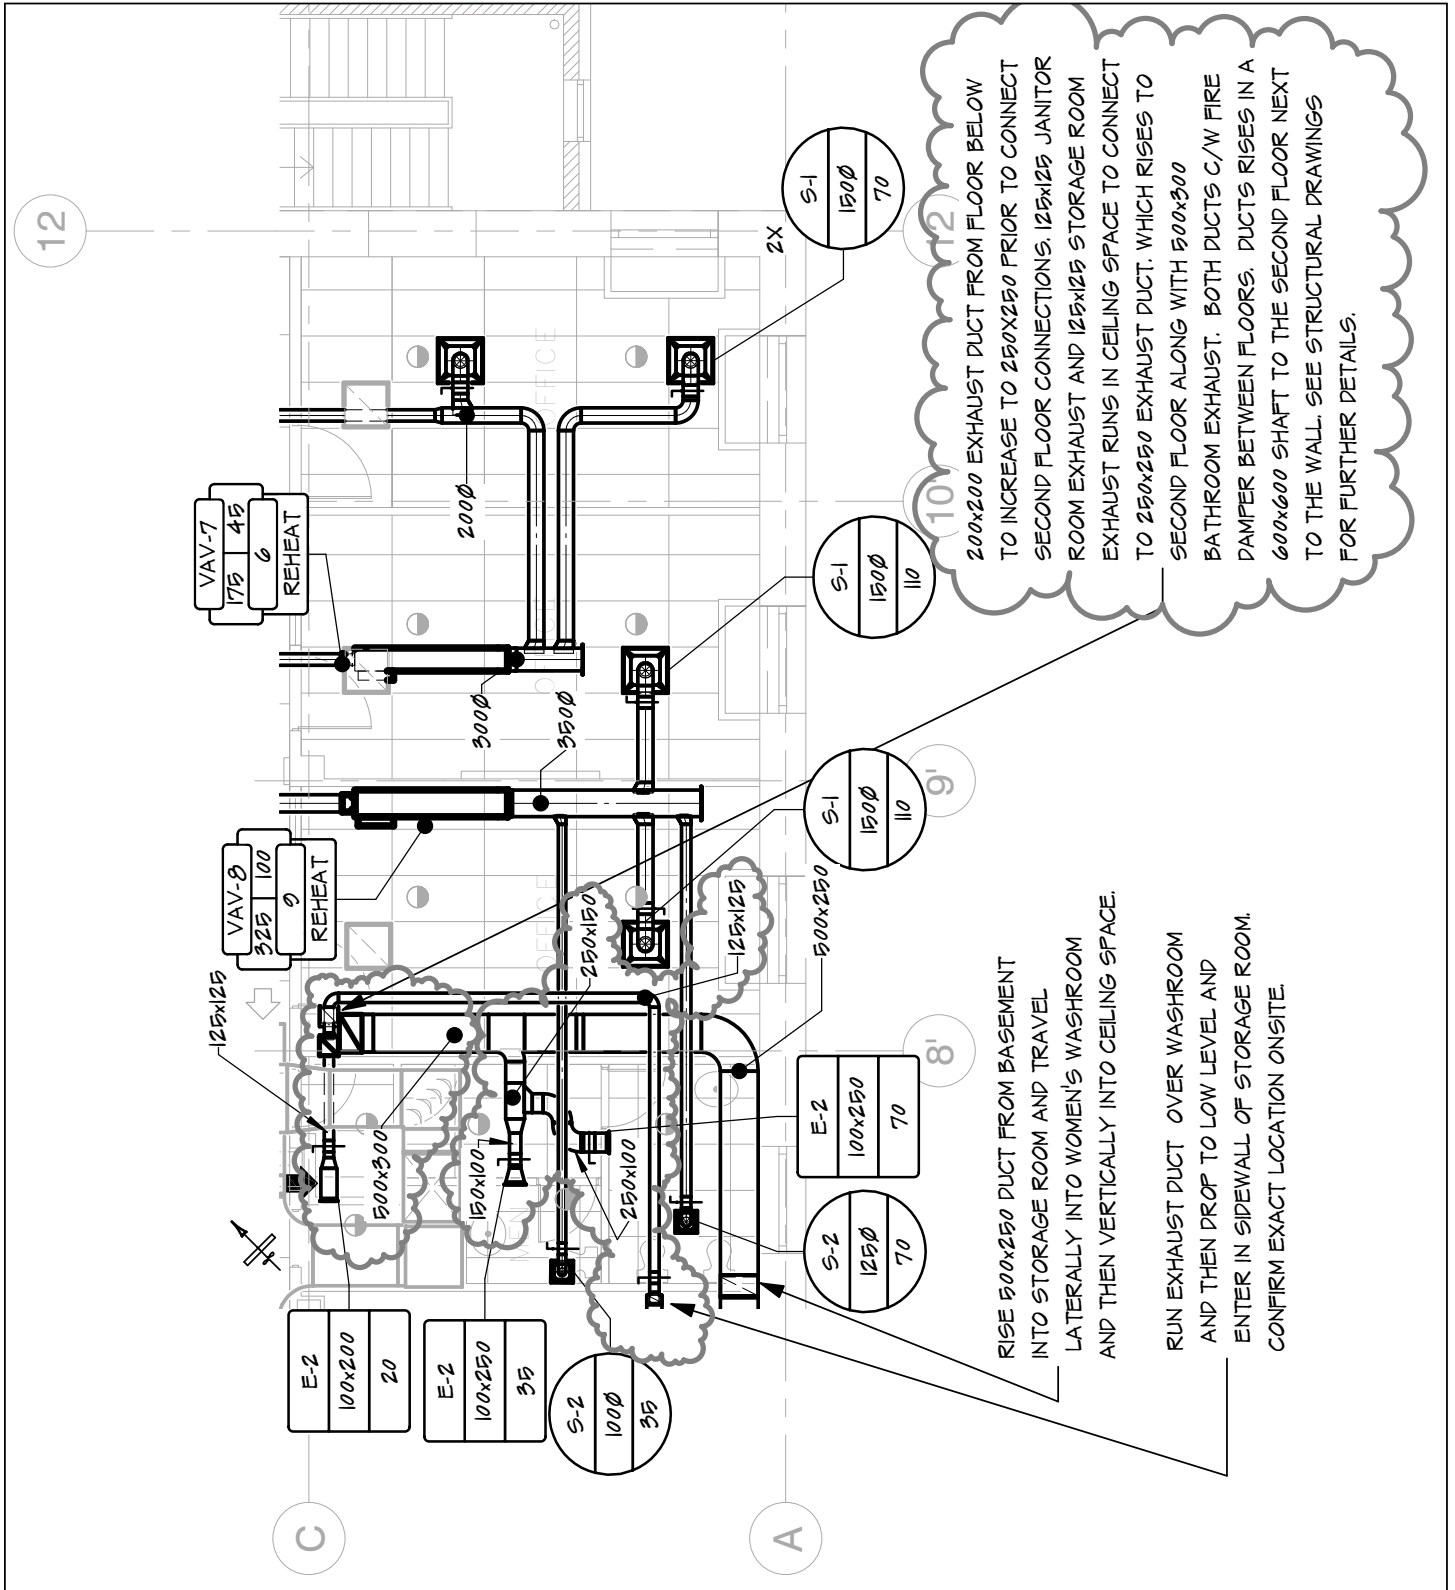 12
12
10'
9'
8'
C
A
200x200 EXHAUST DUCT FROM FLOOR BELOW
TO INCREASE TO 250X250 PRIOR TO CONNECT
SECOND FLOOR CONNECTIONS. 125x125 JANITOR
ROOM EXHAUST AND 125x125 STORAGE ROOM
EXHAUST RUNS IN CEILING SPACE TO CONNECT
TO 250x250 EXHAUST DUCT. WHICH RISES TO
SECOND FLOOR ALONG WITH 500x300
BATHROOM EXHAUST. BOTH DUCTS C/W FIRE
DAMPER BETWEEN FLOORS. DUCTS RISES IN A
600x600 SHAFT TO THE SECOND FLOOR NEXT
TO THE WALL. SEE STRUCTURAL DRAWINGS
FOR FURTHER DETAILS.
VAV-7
175 45
6
REHEAT
VAV-8
325 100
9
REHEAT
200Ø
300Ø
350Ø
OFFICE
OFFICE
OFFICE
2X
S-1
150Ø
70
S-1
150Ø
110
S-1
150Ø
110
125x125
500x300
150x100
250x150
250x100
125x125
500x250
E-2
100x200
20
E-2
100x250
35
S-2
100Ø
35
E-2
100x250
70
S-2
125Ø
70
RISE 500x250 DUCT FROM BASEMENT
INTO STORAGE ROOM AND TRAVEL
LATERALLY INTO WOMEN'S WASHROOM
AND THEN VERTICALLY INTO CEILING SPACE.
RUN EXHAUST DUCT OVER WASHROOM
AND THEN DROP TO LOW LEVEL AND
ENTER IN SIDEWALL OF STORAGE ROOM.
CONFIRM EXACT LOCATION ONSITE.